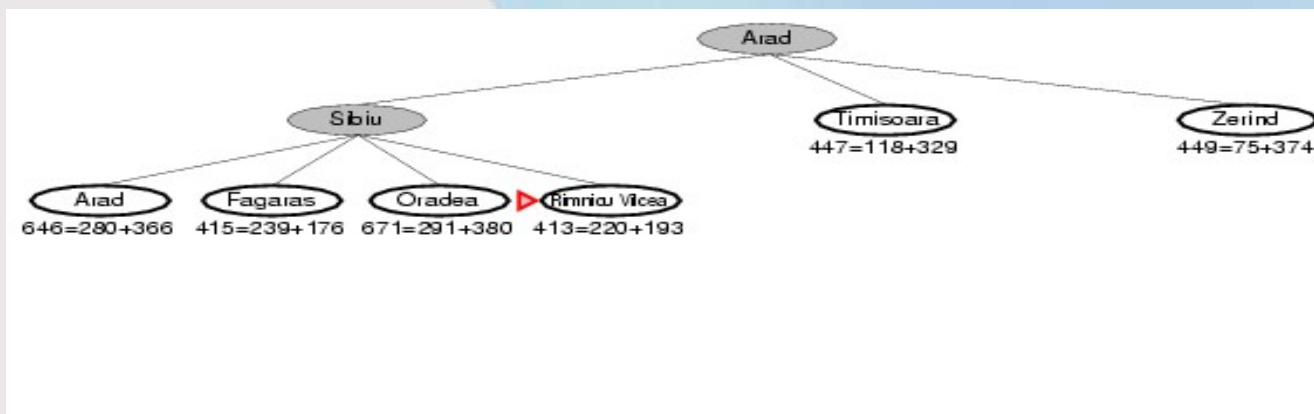 Arad
Sibiu Timisoara Zerind
447=118+329 449=75+374
Arad Fagaras Oradea Rimnicu Vilcea
646=280+366 415=239+176 671=291+380 413=220+193